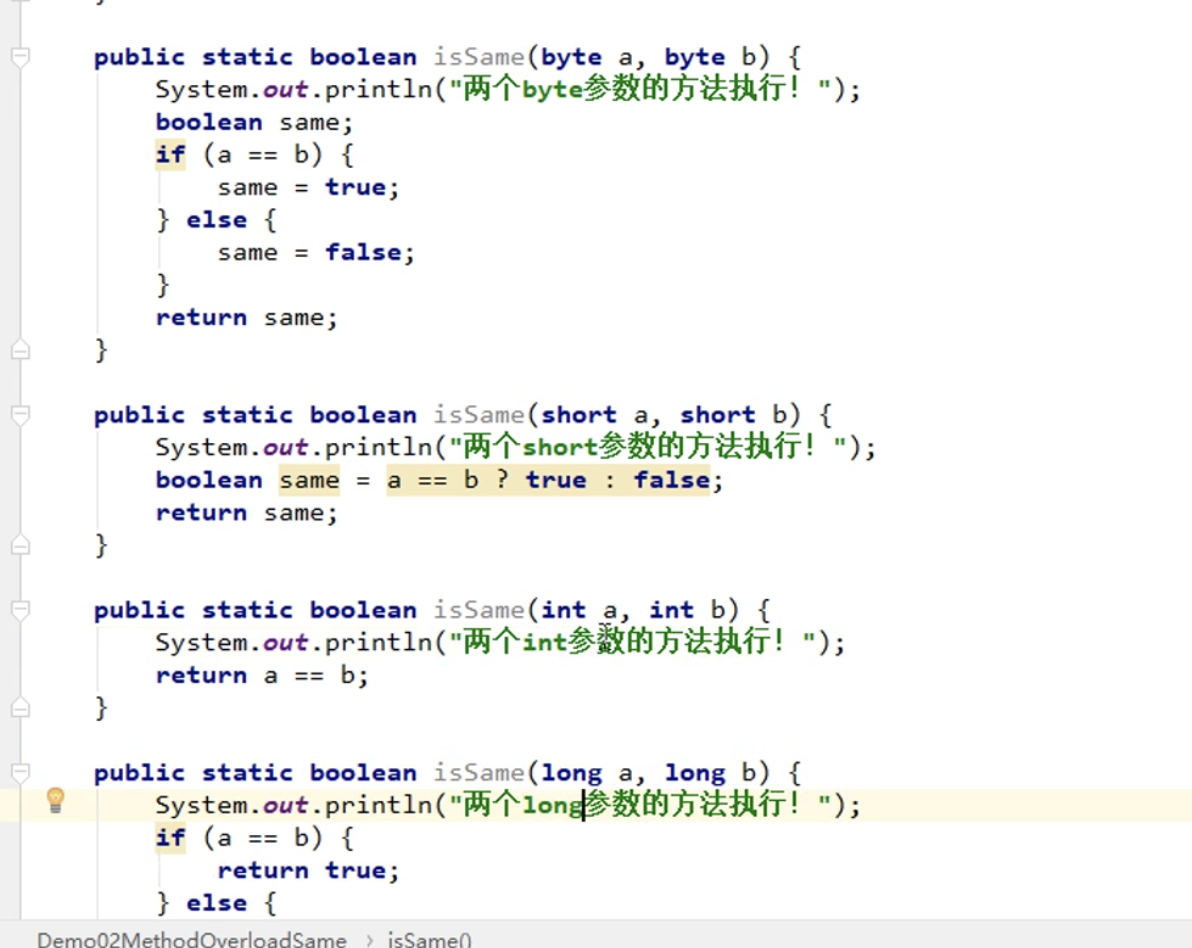 }
public static boolean isSame(byte a, byte b) {
System.out.println("两个byte参数的方法执行！");
boolean same;
if (a == b) {
same = true;
} else {
same = false;
}
return same;
}
public static boolean isSame(short a, short b) {
System.out.println("两个short参数的方法执行！");
boolean same = a == b ? true : false;
return same;
}
public static boolean isSame(int a, int b) {
System.out.println("两个int参数的方法执行！");
return a == b;
}
public static boolean isSame(long a, long b) {
System.out.println("两个long参数的方法执行！");
if (a == b) {
return true;
} else {
Demo02MethodOverloadSame › isSame()